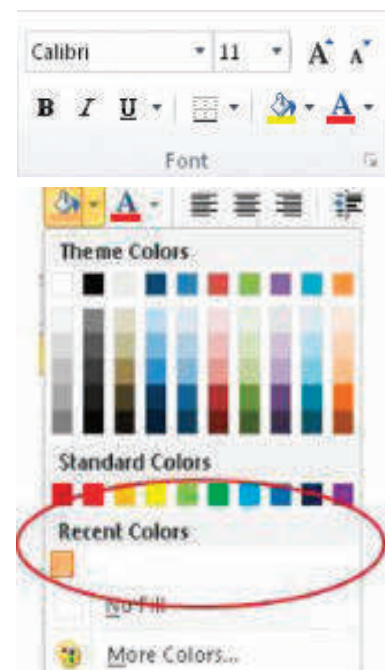 Calibri 11 A A
B I U A
Font
A
Theme Colors
Standard Colors
Recent Colors
No Fill
More Colors...